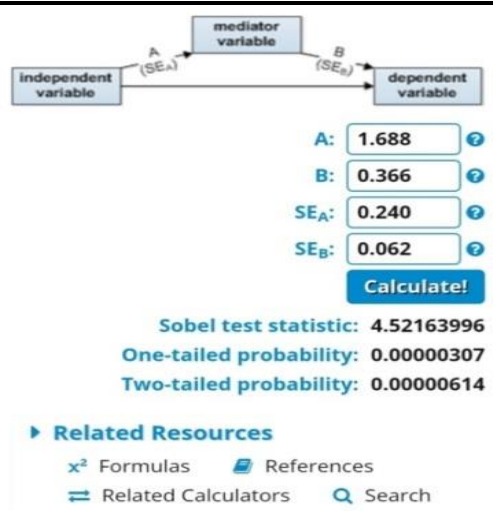 mediator
variable
A
(SEA)
B
(SEB)
independent
variable
dependent
variable
A: 1.688
B: 0.366
SEA: 0.240
SEB: 0.062
Calculate!
Sobel test statistic: 4.52163996
One-tailed probability: 0.00000307
Two-tailed probability: 0.00000614
Related Resources
x² Formulas References
Related Calculators Search